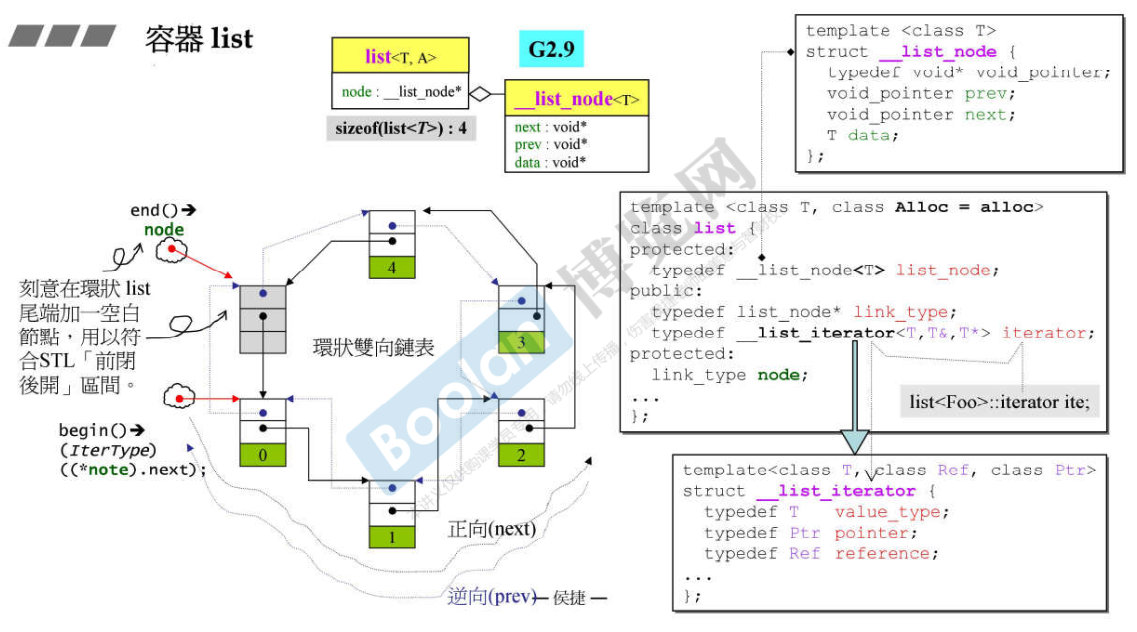 容器 list
G2.9
list<T, A>
node : __list_node*
sizeof(list<T>) : 4
__list_node<T>
next : void*
prev : void*
data : void*
template <class T>
struct __list_node {
typedef void* void_pointer;
void_pointer prev;
void_pointer next;
T data;
};
end()➔
node
刻意在環狀 list
尾端加一空白
節點，用以符
合STL「前閉
後開」區間。
begin()➔
(IterType)
((*note).next);
4
3
環狀雙向鏈表
0
2
1
正向(next)
逆向(prev)
— 侯捷 —
template <class T, class Alloc = alloc>
class list {
protected:
typedef __list_node<T> list_node;
public:
typedef list_node* link_type;
typedef __list_iterator<T,T&,T*> iterator;
protected:
link_type node;
...
};
list<Foo>::iterator ite;
template<class T, class Ref, class Ptr>
struct __list_iterator {
typedef T value_type;
typedef Ptr pointer;
typedef Ref reference;
...
};
Boolan 博览网